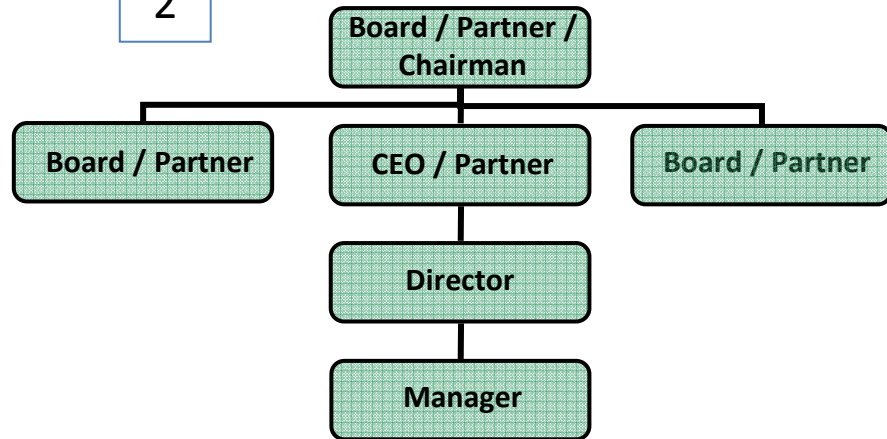 2
Board / Partner /
Chairman
Board / Partner
CEO / Partner
Board / Partner
Director
Manager